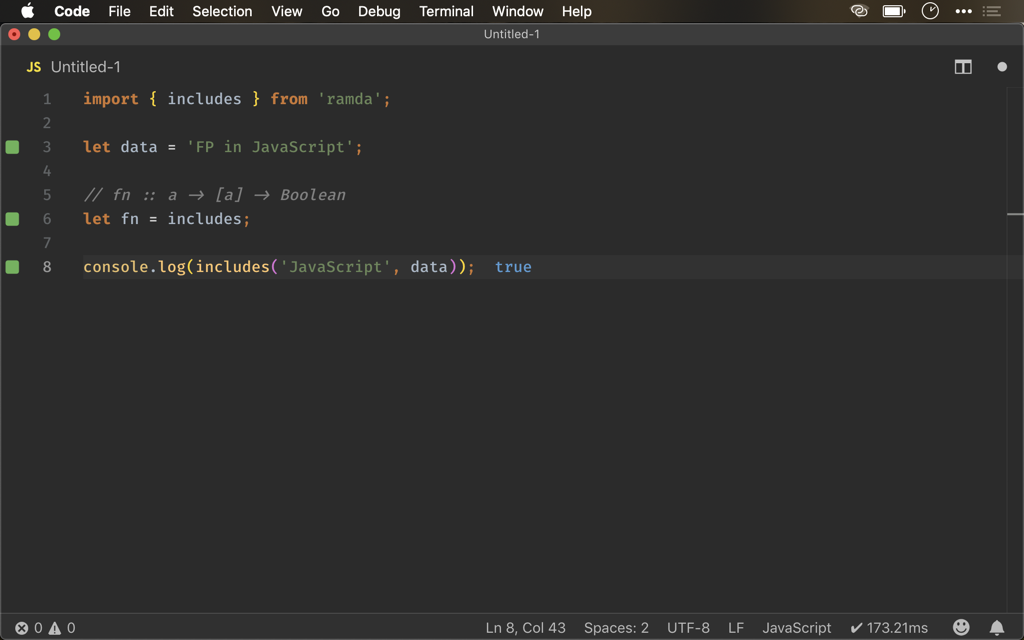 Code File Edit Selection View Go Debug Terminal Window Help
Untitled-1
JS Untitled-1
1 import { includes } from 'ramda';
2
3 let data = 'FP in JavaScript';
4
5 // fn :: a → [a] → Boolean
6 let fn = includes;
7
8 console.log(includes('JavaScript', data)); true
0 0 Ln 8, Col 43 Spaces: 2 UTF-8 LF JavaScript ✔ 173.21ms